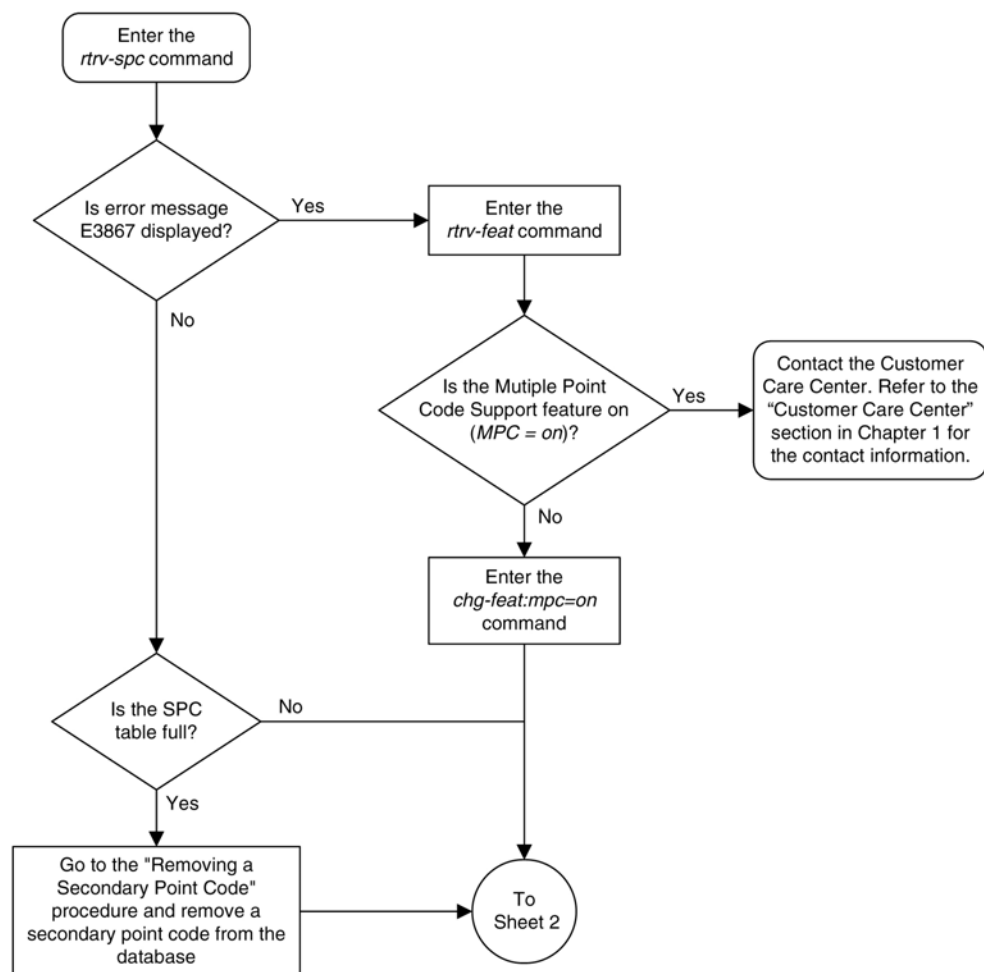 Enter the
rtrv-spc command
Is error message
E3867 displayed?
Yes
Enter the
rtrv-feat command
No
Is the Mutiple Point
Code Support feature on
(MPC = on)?
Yes
Contact the Customer
Care Center. Refer to the
“Customer Care Center”
section in Chapter 1 for
the contact information.
No
Enter the
chg-feat:mpc=on
command
Is the SPC
table full?
No
Yes
Go to the "Removing a
Secondary Point Code"
procedure and remove a
secondary point code from the
database
To
Sheet 2